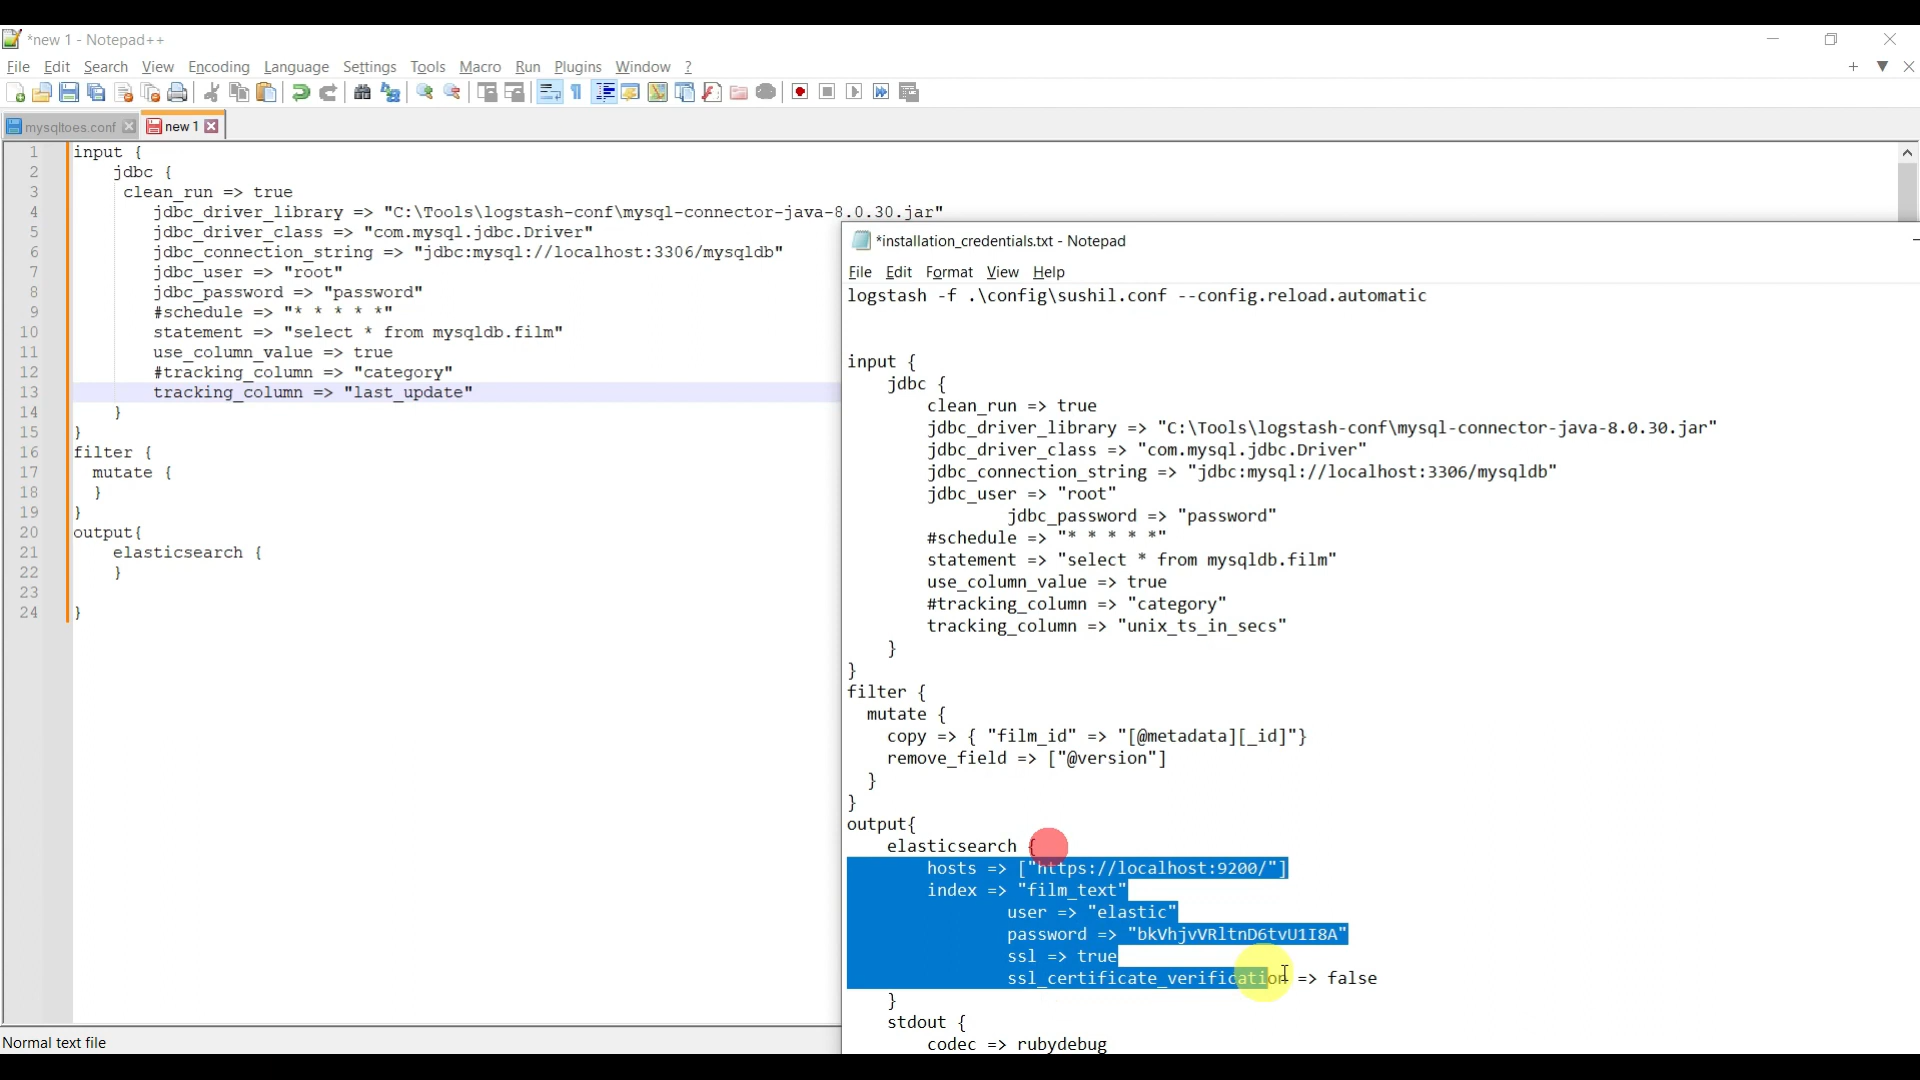 *new 1 - Notepad++
File Edit Search View Encoding Language Settings Tools Macro Run Plugins Window ?
mysqltoes.conf new 1
1 input {
2 jdbc {
3 clean_run => true
4 jdbc_driver_library => "C:\Tools\logstash-conf\mysql-connector-java-8.0.30.jar"
5 jdbc_driver_class => "com.mysql.jdbc.Driver"
6 jdbc_connection_string => "jdbc:mysql://localhost:3306/mysqldb"
7 jdbc_user => "root"
8 jdbc_password => "password"
9 #schedule => "* * * * *"
10 statement => "select * from mysqldb.film"
11 use_column_value => true
12 #tracking_column => "category"
13 tracking_column => "last_update"
14 }
15 }
16 filter {
17 mutate {
18 }
19 }
20 output{
21 elasticsearch {
22 }
23
24 }
Normal text file
*installation_credentials.txt - Notepad
File Edit Format View Help
logstash -f .\config\sushil.conf --config.reload.automatic
input {
jdbc {
clean_run => true
jdbc_driver_library => "C:\Tools\logstash-conf\mysql-connector-java-8.0.30.jar"
jdbc_driver_class => "com.mysql.jdbc.Driver"
jdbc_connection_string => "jdbc:mysql://localhost:3306/mysqldb"
jdbc_user => "root"
jdbc_password => "password"
#schedule => "* * * * *"
statement => "select * from mysqldb.film"
use_column_value => true
#tracking_column => "category"
tracking_column => "unix_ts_in_secs"
}
}
filter {
mutate {
copy => { "film_id" => "[@metadata][_id]"}
remove_field => ["@version"]
}
}
output{
elasticsearch {
hosts => ["https://localhost:9200/"]
index => "film_text"
user => "elastic"
password => "bkVhjvVRltnD6tvU1I8A"
ssl => true
ssl_certificate_verification => false
}
stdout {
codec => rubydebug